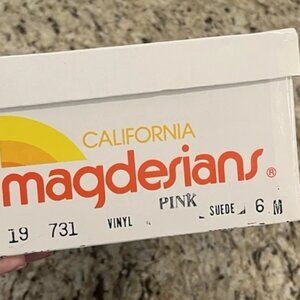 CALIFORNIA
magdesians®
PINK
19 731 VINYL SUEDE 6 M